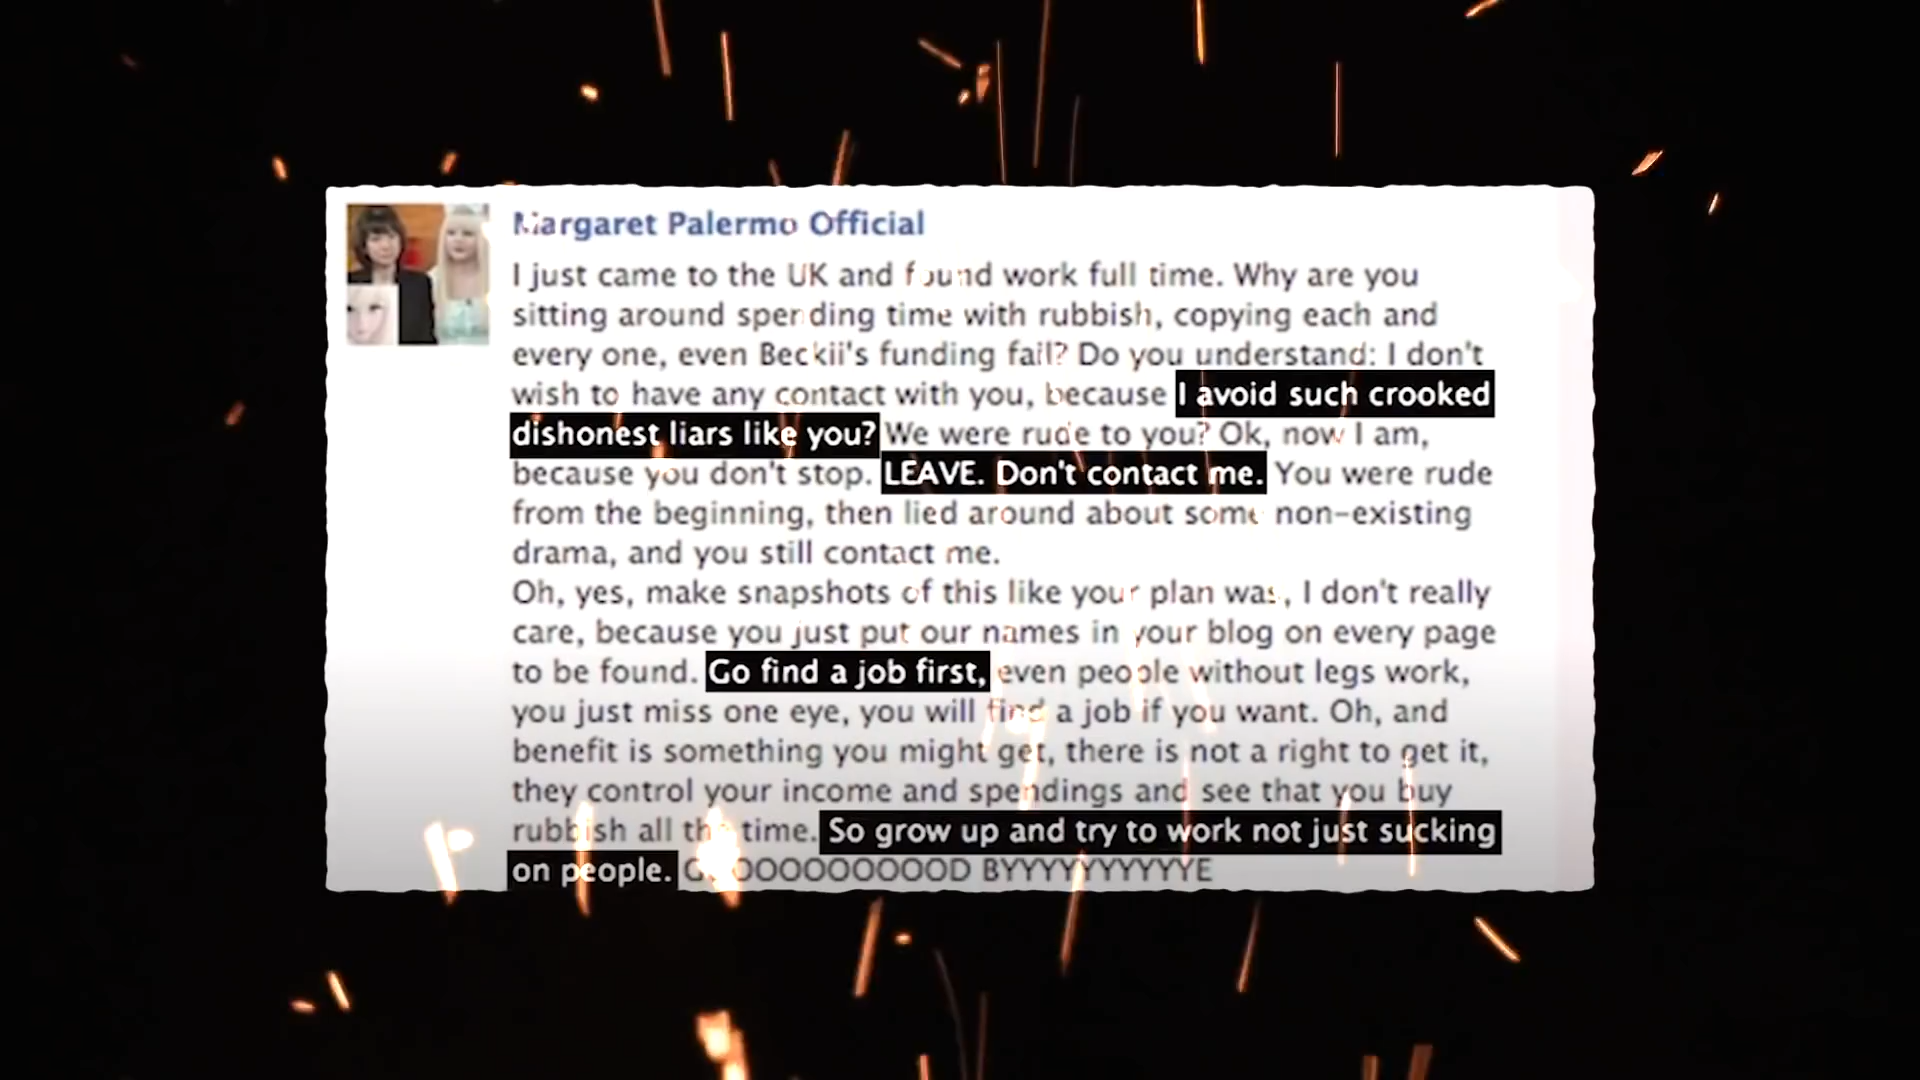 Margaret Palermo Official
I just came to the UK and found work full time. Why are you
sitting around spending time with rubbish, copying each and
every one, even Beckii's funding fail? Do you understand: I don't
wish to have any contact with you, because I avoid such crooked
dishonest liars like you? We were rude to you? Ok, now I am,
because you don't stop. LEAVE. Don't contact me. You were rude
from the beginning, then lied around about some non-existing
drama, and you still contact me.
Oh, yes, make snapshots of this like your plan was, I don't really
care, because you just put our names in your blog on every page
to be found. Go find a job first, even people without legs work,
you just miss one eye, you will find a job if you want. Oh, and
benefit is something you might get, there is not a right to get it,
they control your income and spendings and see that you buy
rubbish all the time. So grow up and try to work not just sucking
on people. BYYYYYYYYYYE